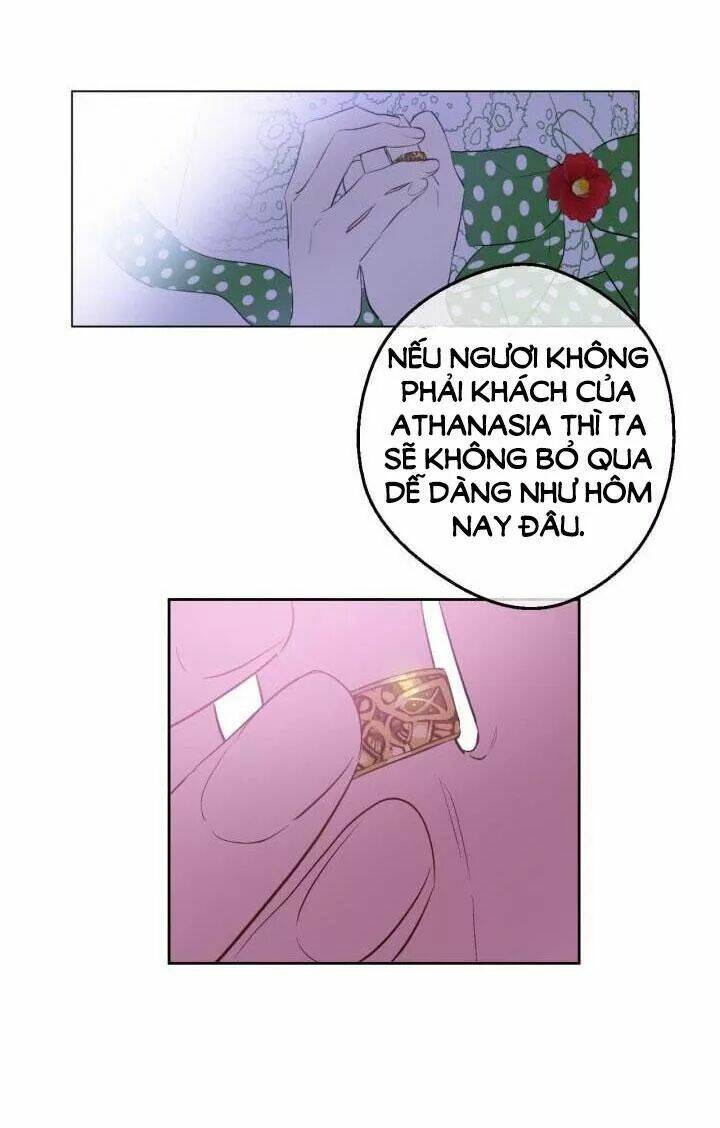 NẾU NGƯƠI KHÔNG
PHẢI KHÁCH CỦA
ATHANASIA THÌ TA
SẼ KHÔNG BỎ QUA
DỄ DÀNG NHƯ HÔM
NAY ĐÂU.